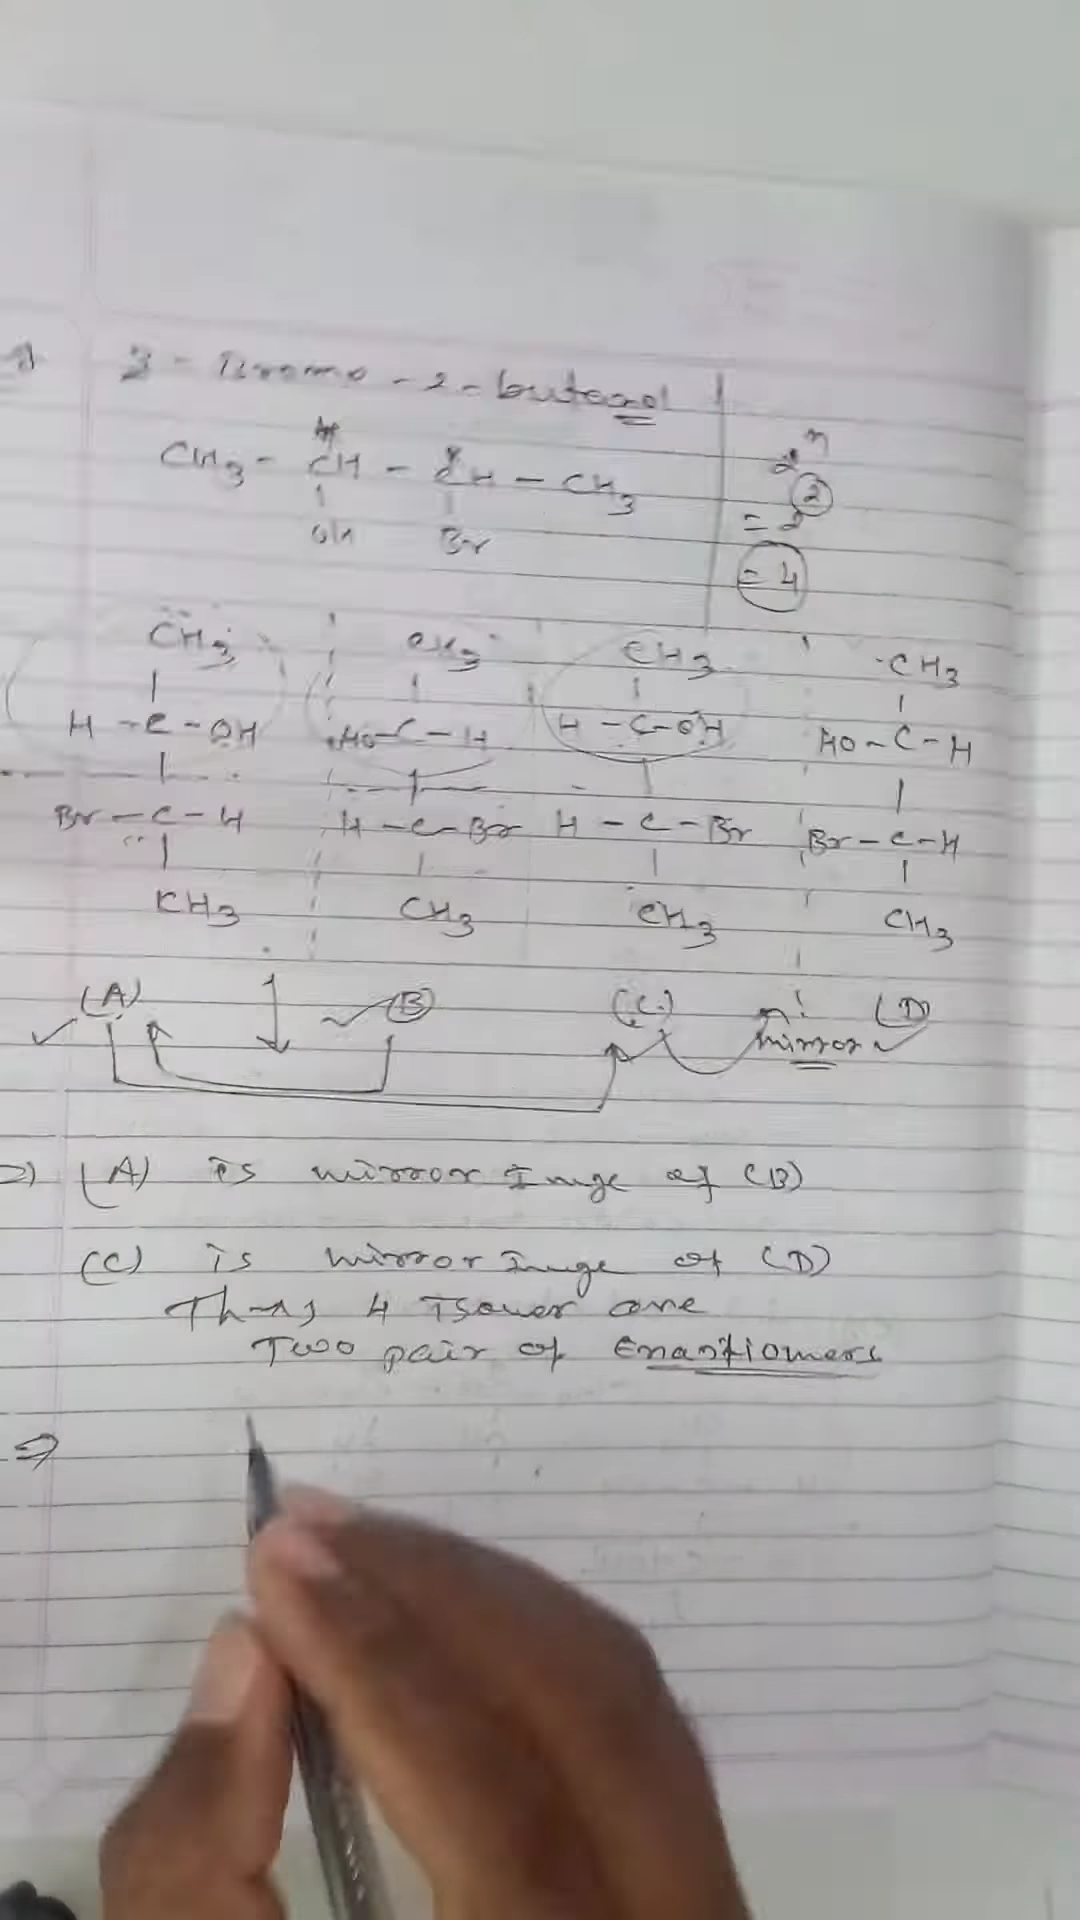 3 - Bromo - 2 - butanol
CH3 - CH - CH - CH3
OH Br
2^n
= 2^2
= 4
CH3 CH3 CH3 CH3
H - C - OH HO - C - H H - C - OH HO - C - H
Br - C - H H - C - Br H - C - Br Br - C - H
CH3 CH3 CH3 CH3
(A) (B) (C) (D)
mirror
2) (A) is mirror Image of (B)
(C) is mirror Image of (D)
4 Isomer are
Two pair of Enantiomers
⇒